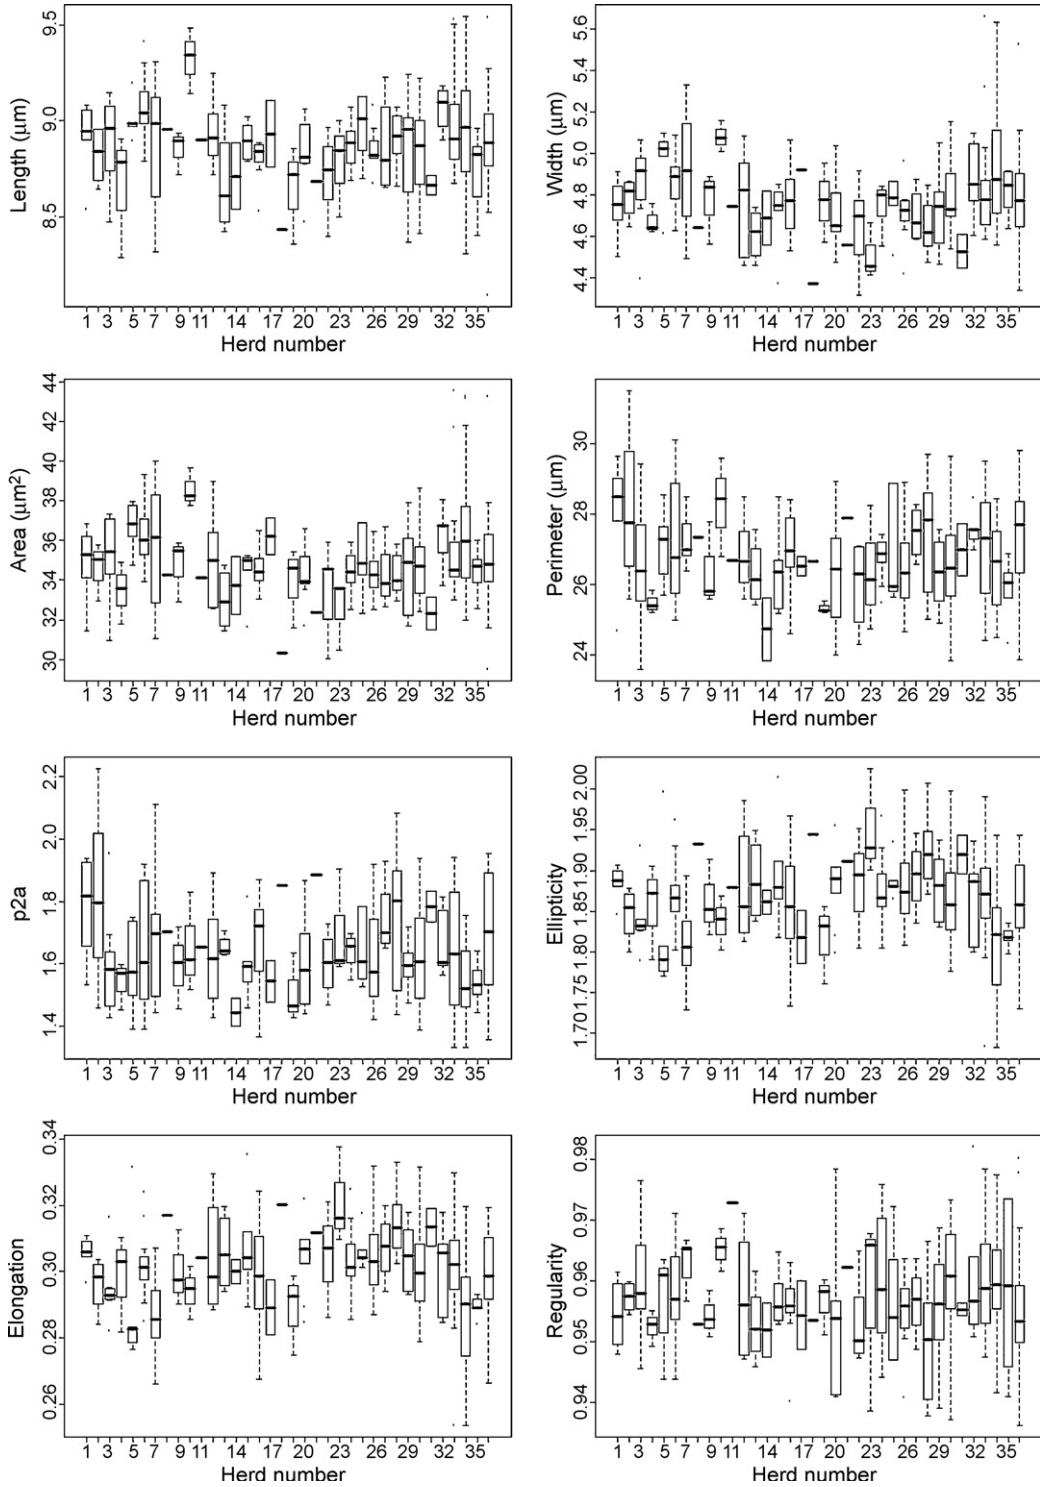 Length (µm)
9.5
9.0
8.5
1 3 5 7 9 11 14 17 20 23 26 29 32 35
Herd number
Width (µm)
5.6
5.4
5.2
5.0
4.8
4.6
4.4
1 3 5 7 9 11 14 17 20 23 26 29 32 35
Herd number
Area (µm²)
44
42
40
38
36
34
32
30
1 3 5 7 9 11 14 17 20 23 26 29 32 35
Herd number
Perimeter (µm)
30
28
26
24
1 3 5 7 9 11 14 17 20 23 26 29 32 35
Herd number
p2a
2.2
2.0
1.8
1.6
1.4
1 3 5 7 9 11 14 17 20 23 26 29 32 35
Herd number
Ellipticity
2.00
1.95
1.90
1.85
1.80
1.75
1.70
1 3 5 7 9 11 14 17 20 23 26 29 32 35
Herd number
Elongation
0.34
0.32
0.30
0.28
0.26
1 3 5 7 9 11 14 17 20 23 26 29 32 35
Herd number
Regularity
0.98
0.97
0.96
0.95
0.94
1 3 5 7 9 11 14 17 20 23 26 29 32 35
Herd number